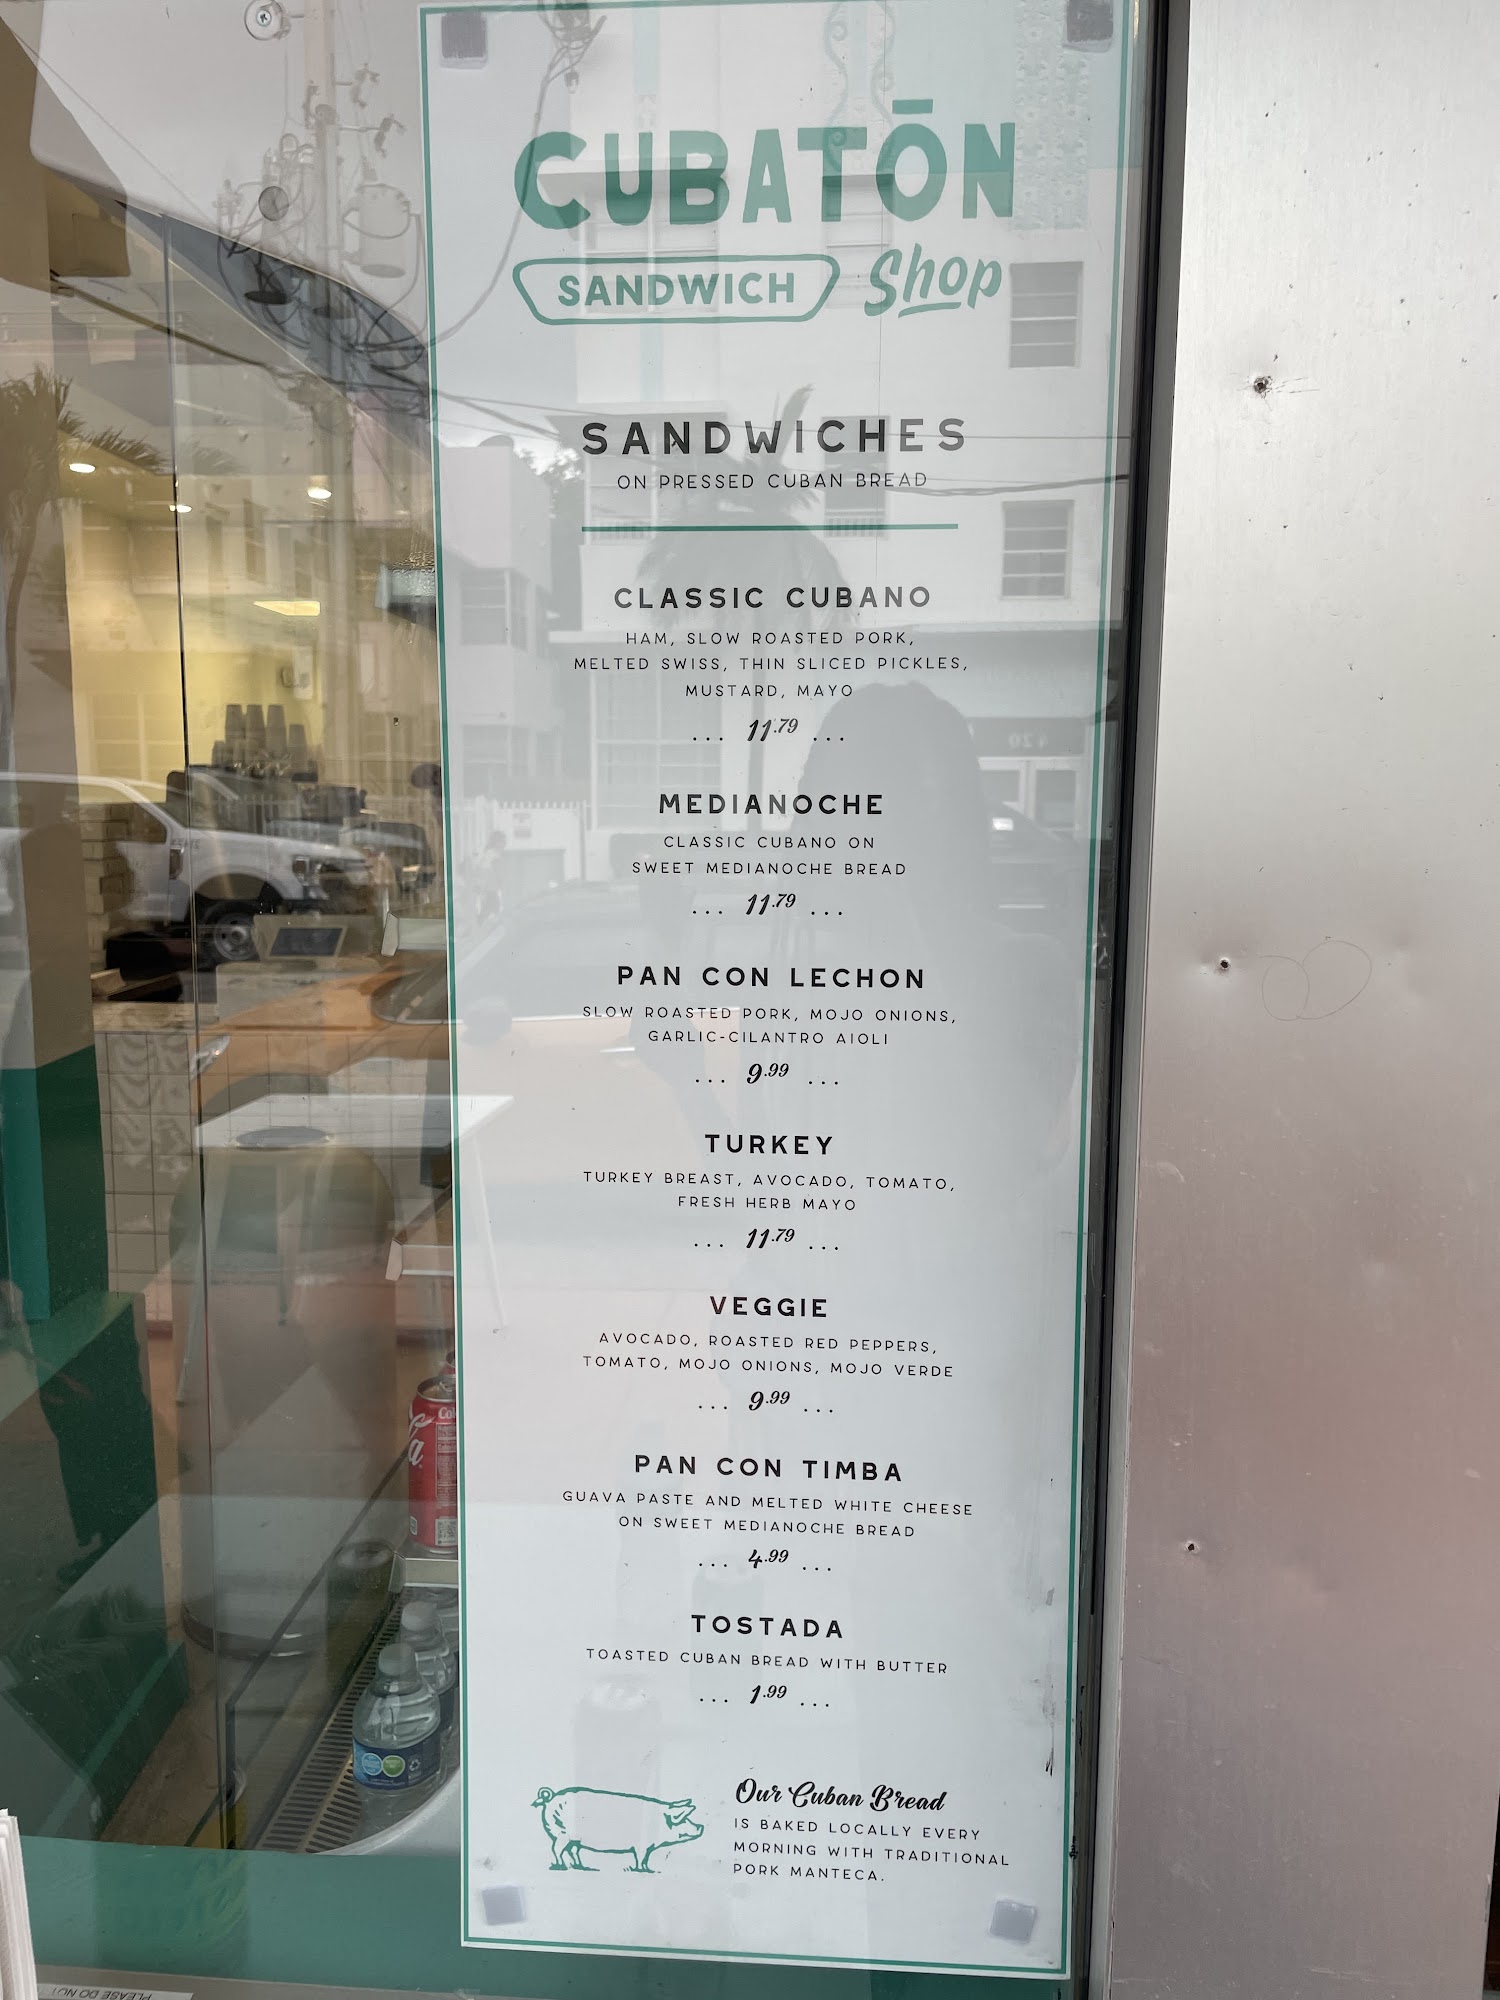 CUBATŌN
SANDWICH Shop
SANDWICHES
ON PRESSED CUBAN BREAD
CLASSIC CUBANO
HAM, SLOW ROASTED PORK,
MELTED SWISS, THIN SLICED PICKLES,
MUSTARD, MAYO
... 11.79 ...
MEDIANOCHE
CLASSIC CUBANO ON
SWEET MEDIANOCHE BREAD
... 11.79 ...
PAN CON LECHON
SLOW ROASTED PORK, MOJO ONIONS,
GARLIC-CILANTRO AIOLI
... 9.99 ...
TURKEY
TURKEY BREAST, AVOCADO, TOMATO,
FRESH HERB MAYO
... 11.79 ...
VEGGIE
AVOCADO, ROASTED RED PEPPERS,
TOMATO, MOJO ONIONS, MOJO VERDE
... 9.99 ...
PAN CON TIMBA
GUAVA PASTE AND MELTED WHITE CHEESE
ON SWEET MEDIANOCHE BREAD
... 4.99 ...
TOSTADA
TOASTED CUBAN BREAD WITH BUTTER
... 1.99 ...
Our Cuban Bread
IS BAKED LOCALLY EVERY
MORNING WITH TRADITIONAL
PORK MANTECA.
420
PLEASE DO NOT